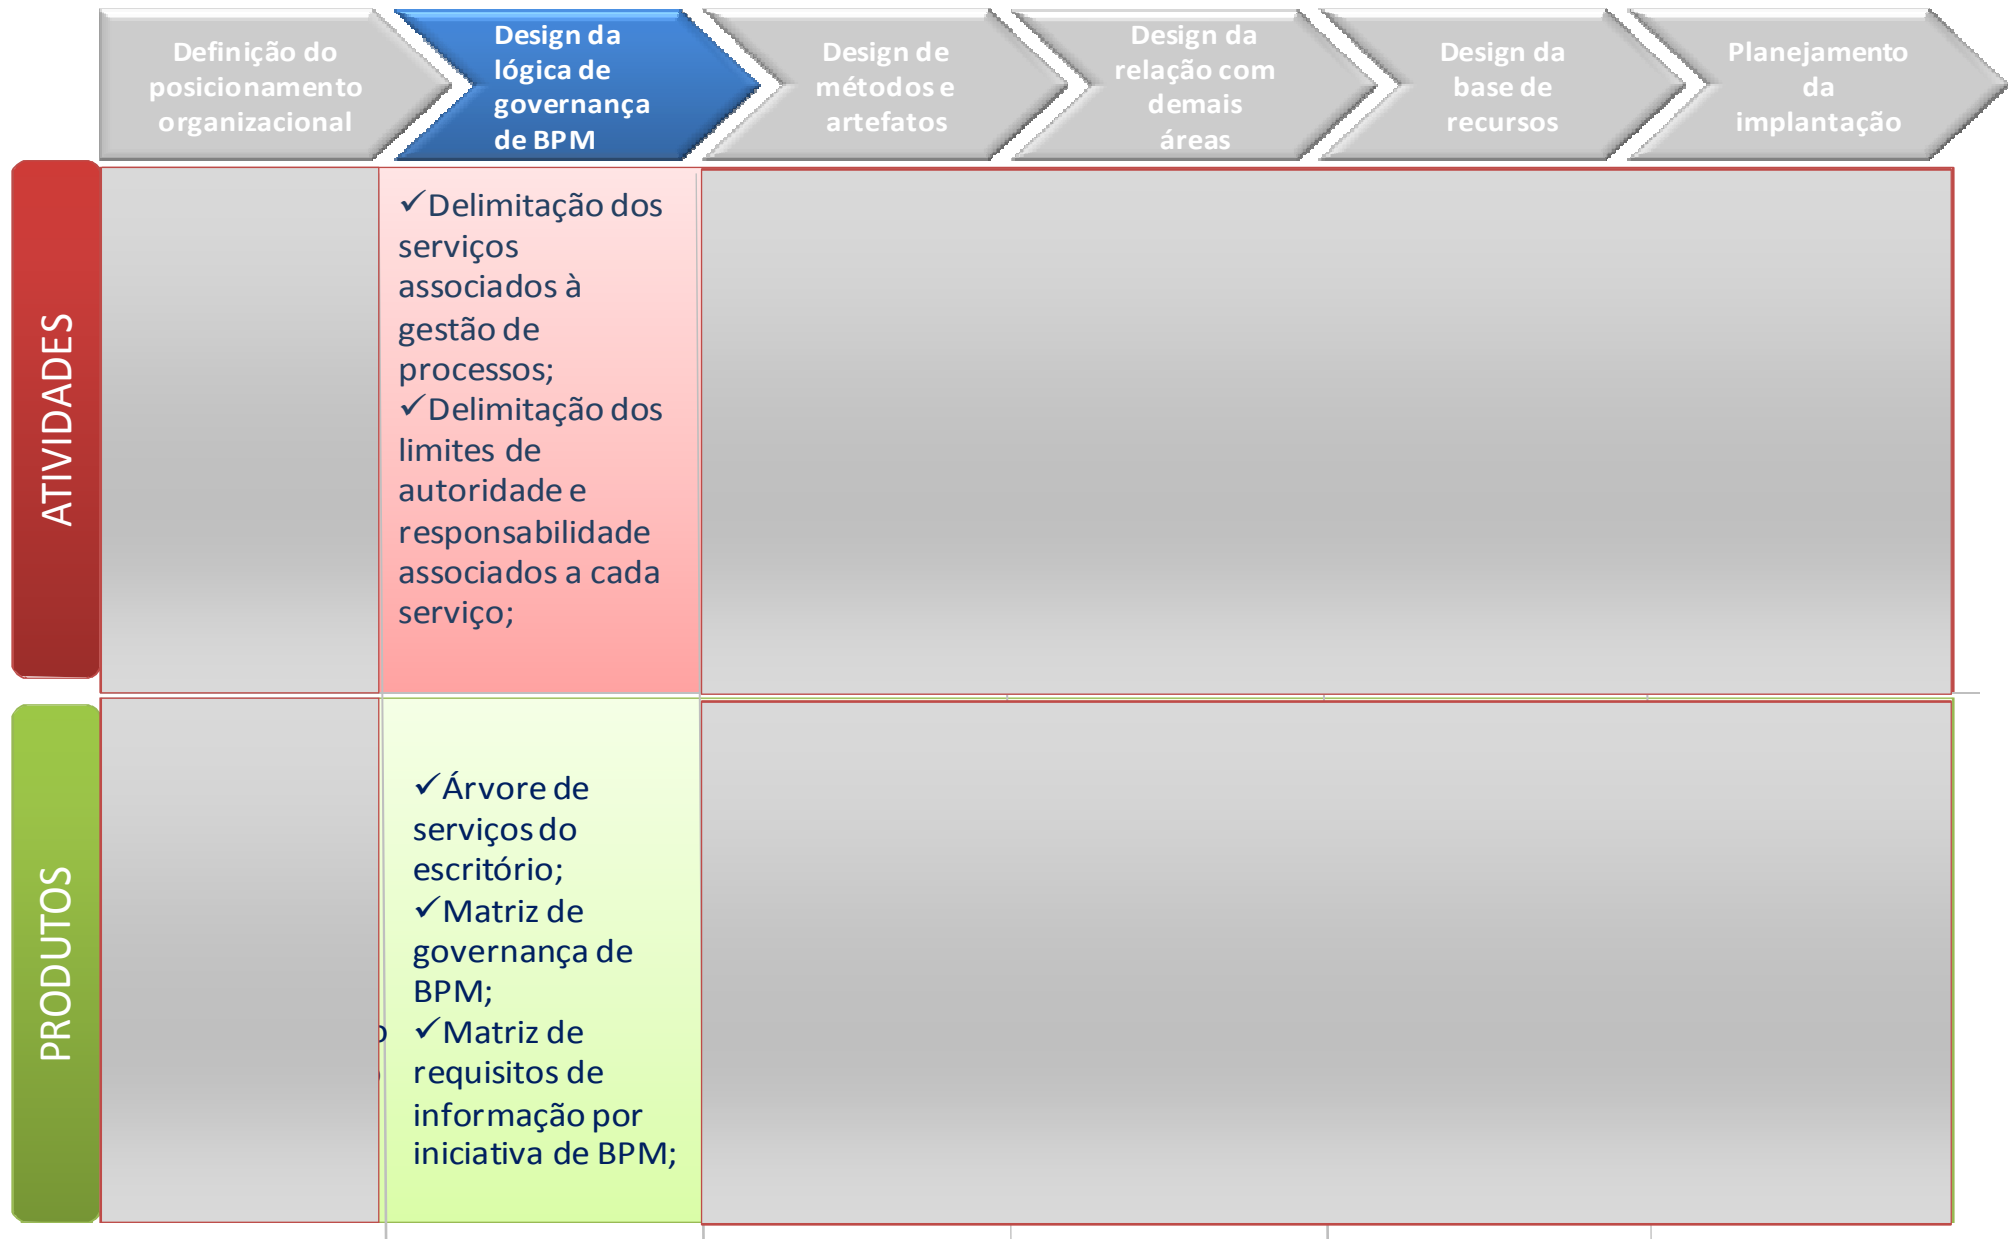 Definição do
posicionamento
organizacional
Design da
lógica de
governança
de BPM
Design de
métodos e
artefatos
Design da
relação com
demais
áreas
Design da
base de
recursos
Planejamento
da
implantação
ATIVIDADES
✓Delimitação dos
serviços
associados à
gestão de
processos;
✓Delimitação dos
limites de
autoridade e
responsabilidade
associados a cada
serviço;
PRODUTOS
✓Árvore de
serviços do
escritório;
✓Matriz de
governança de
BPM;
✓Matriz de
requisitos de
informação por
iniciativa de BPM;